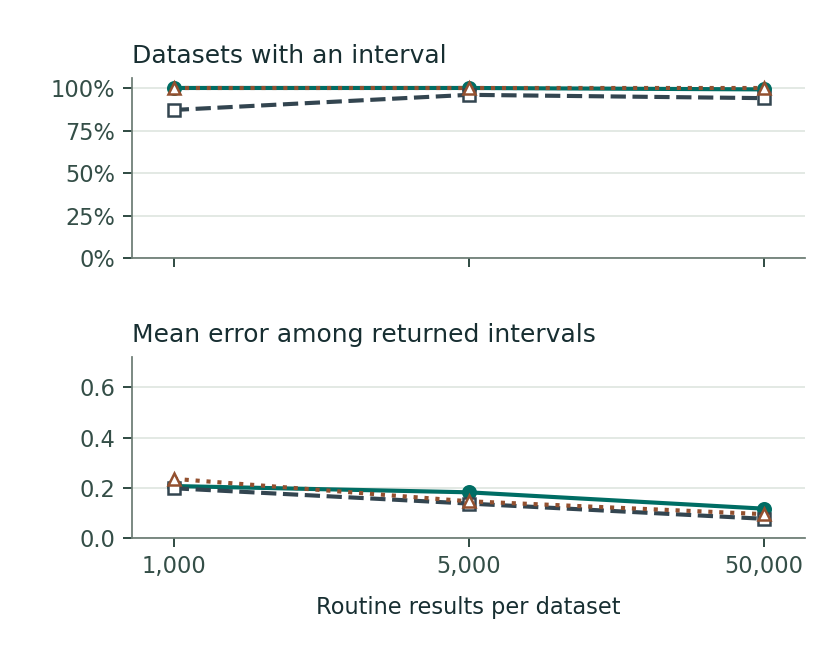 Datasets with an interval
100%
75%
50%
25%
0%
Mean error among returned intervals
0.6
0.4
0.2
0.0
1,000 5,000 50,000
Routine results per dataset